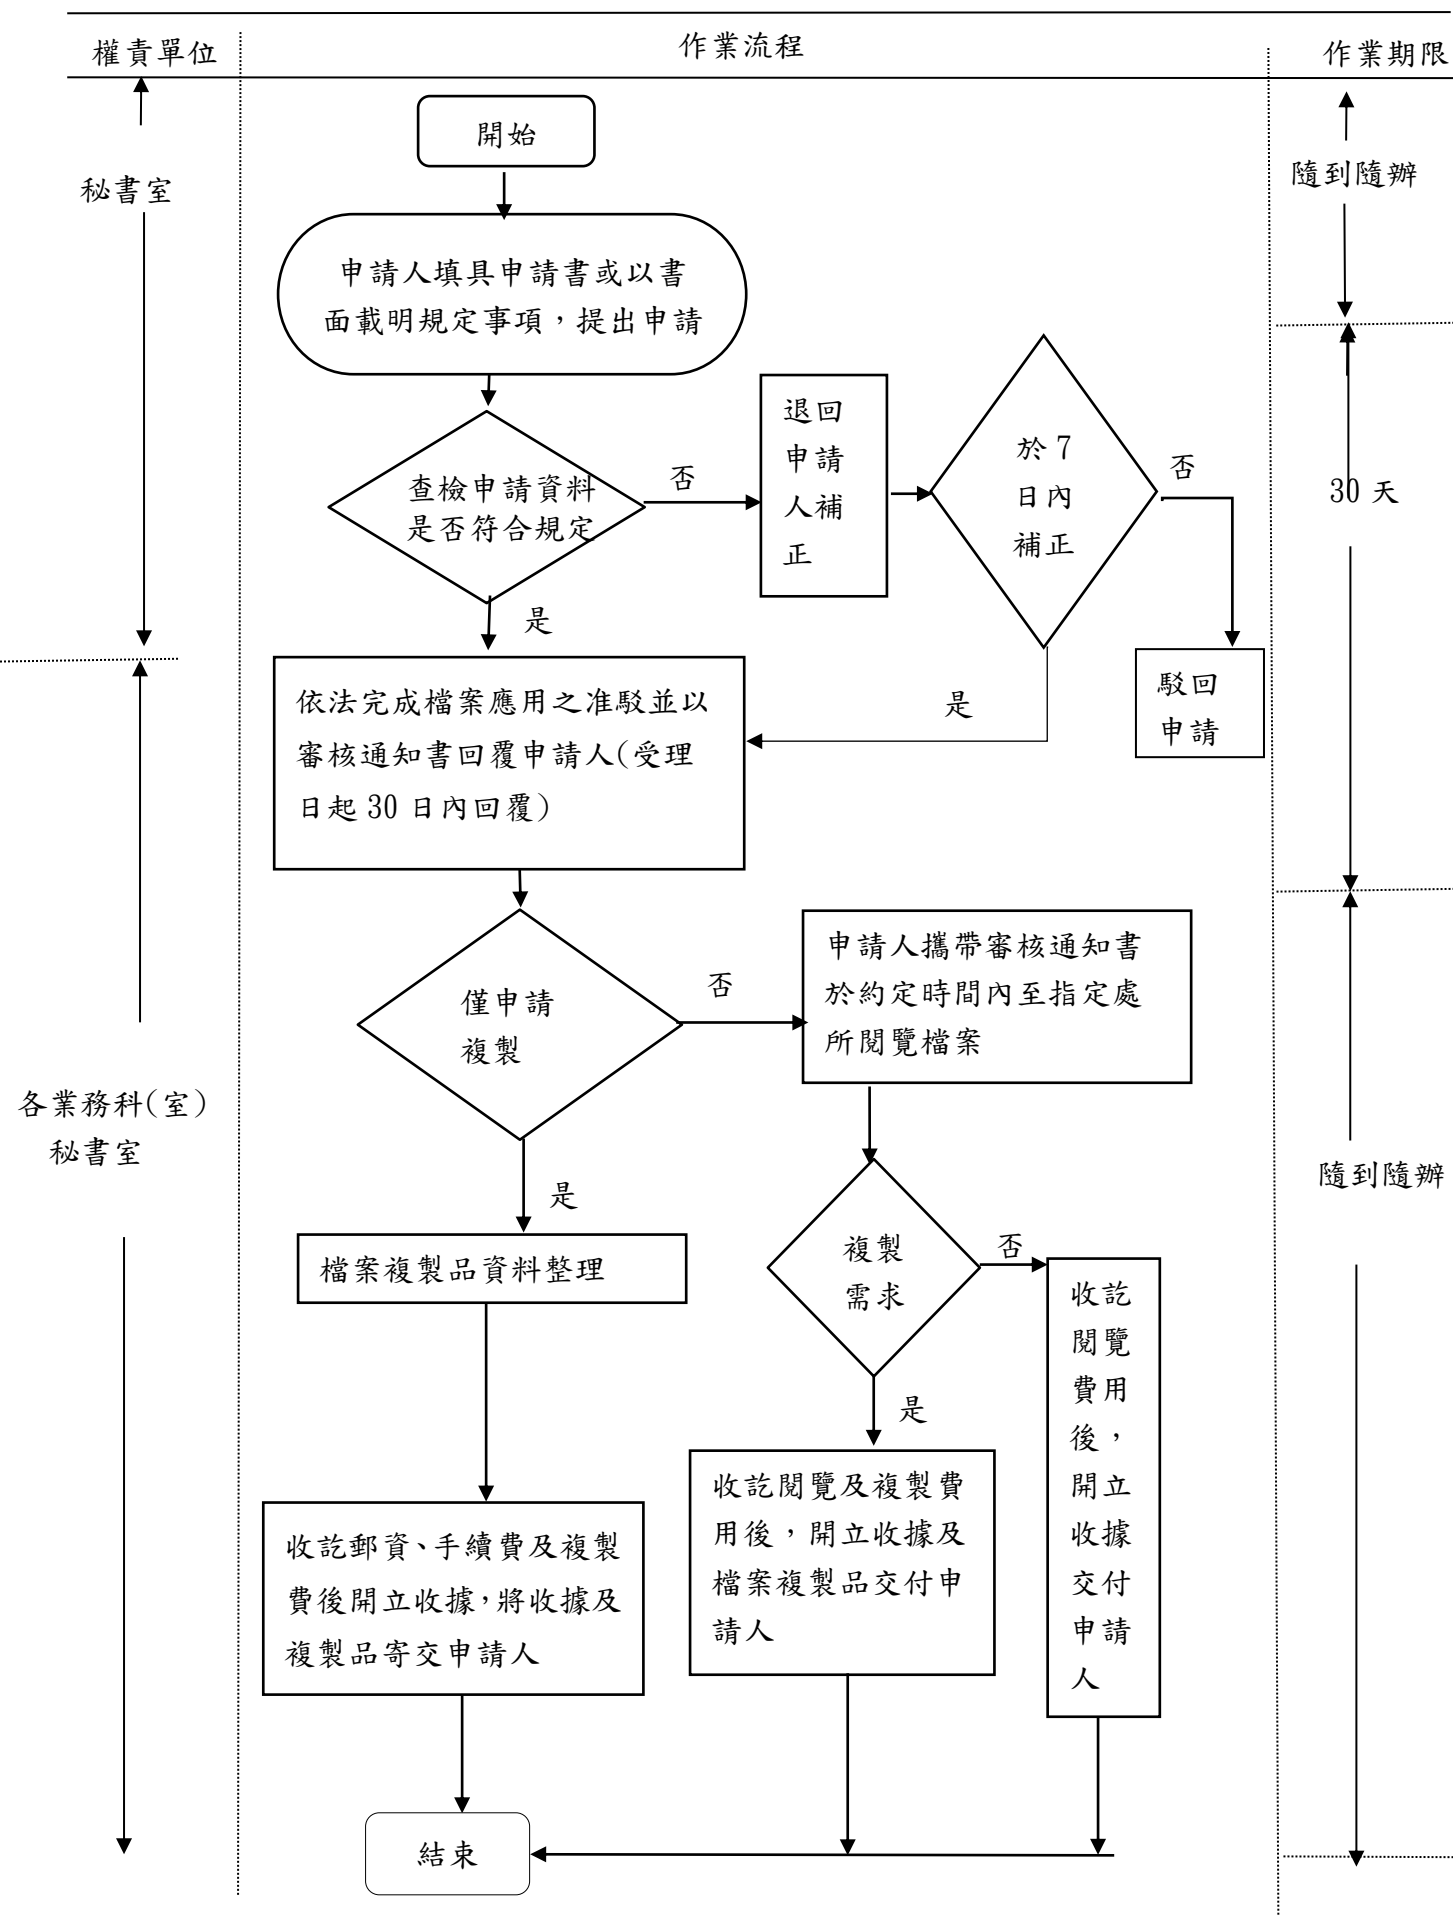 權責單位
作業流程
作業期限
開始
秘書室
隨到隨辦
申請人填具申請書或以書
面載明規定事項，提出申請
查檢申請資料
是否符合規定
否
退回
申請
人補
正
於7
日內
補正
否
30 天
是
駁回
申請
是
依法完成檔案應用之准駁並以
審核通知書回覆申請人(受理
日起 30 日內回覆)
僅申請
複製
否
申請人攜帶審核通知書
於約定時間內至指定處
所閱覽檔案
各業務科(室)
秘書室
隨到隨辦
是
檔案複製品資料整理
複製
需求
否
收訖
閱覽
費用
後，
開立
收據
交付
申請
人
是
收訖閱覽及複製費
用後，開立收據及
檔案複製品交付申
請人
收訖郵資、手續費及複製
費後開立收據，將收據及
複製品寄交申請人
結束